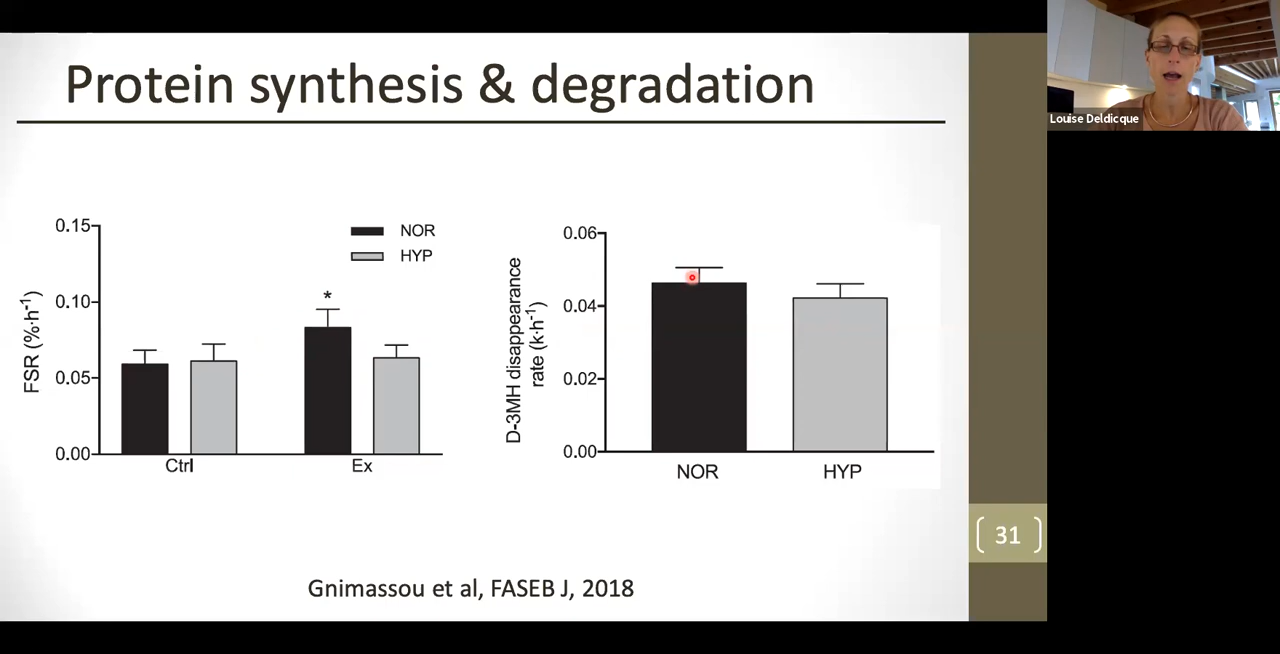 Protein synthesis & degradation
0.15
0.10
0.05
0.00
FSR (%·h-1)
NOR
HYP
*
Ctrl
Ex
0.06
0.04
0.02
0.00
D-3MH disappearance
rate (k·h-1)
NOR
HYP
31
Gnimassou et al, FASEB J, 2018
Louise Deldicque